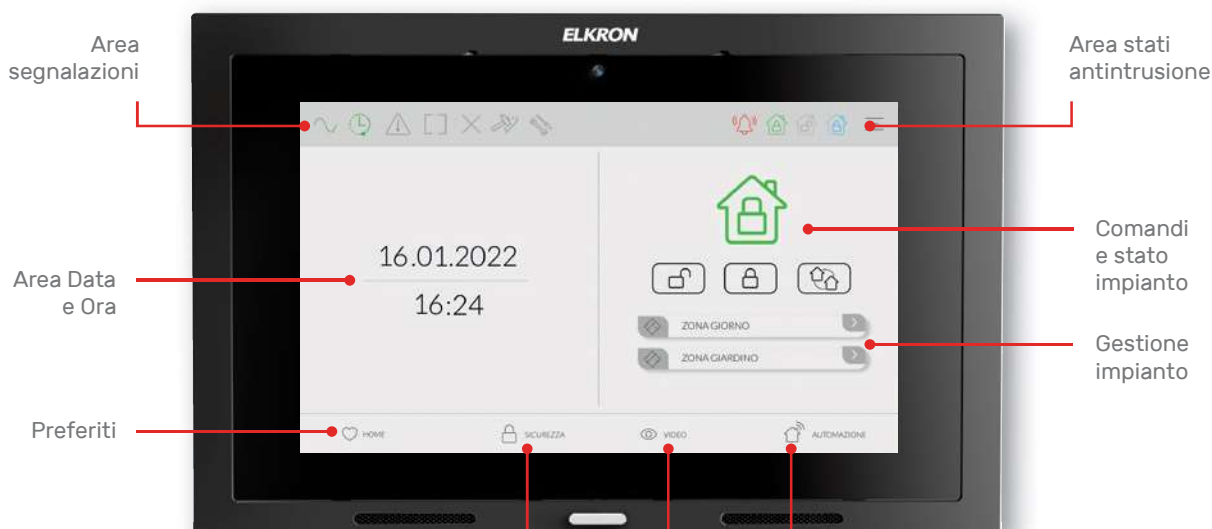 ELKRON
Area
segnalazioni
Area stati
antintrusione
16.01.2022
16:24
Area Data
e Ora
Comandi
e stato
impianto
ZONA GIORNO
ZONA GIARDINO
Gestione
impianto
Preferiti
HOME
SICUREZZA
VIDEO
AUTOMAZIONE